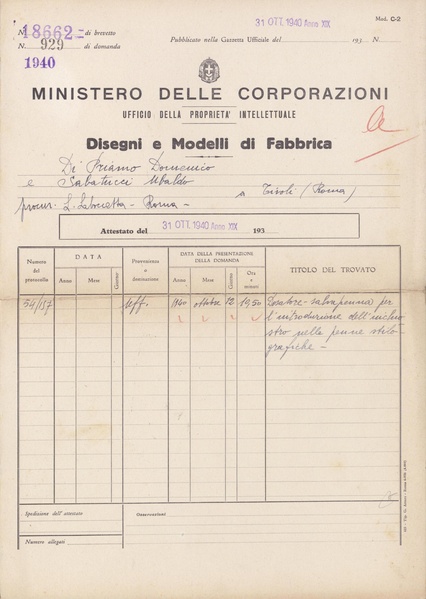 Mod. C-2
N. 18662 di brevetto
N. 929 di domanda
1940
Pubblicato nella Gazzetta Ufficiale del 31 OTT. 1940 Anno XIX 193 N.
MINISTERO DELLE CORPORAZIONI
UFFICIO DELLA PROPRIETA' INTELLETTUALE
a
Disegni e Modelli di Fabbrica
Di Priamo Domenico
e Sabatucci Ubaldo a Tivoli (Roma)
procur. L. Laboccetta - Roma -
Attestato del 31 OTT. 1940 Anno XIX 193
Numero del protocollo
DATA
Anno Mese Giorno
Provenienza o destinazione
DATA DELLA PRESENTAZIONE DELLA DOMANDA
Anno Mese Giorno Ora e minuti
TITOLO DEL TROVATO
34/157 Uff. 1940 ottobre 12 10,50 Dosatore-salvapenna per
l'introduzione dell'inchio
stro nelle penne stilo-
grafiche -
Spedizione dell'attestato
Osservazioni
Numero allegati